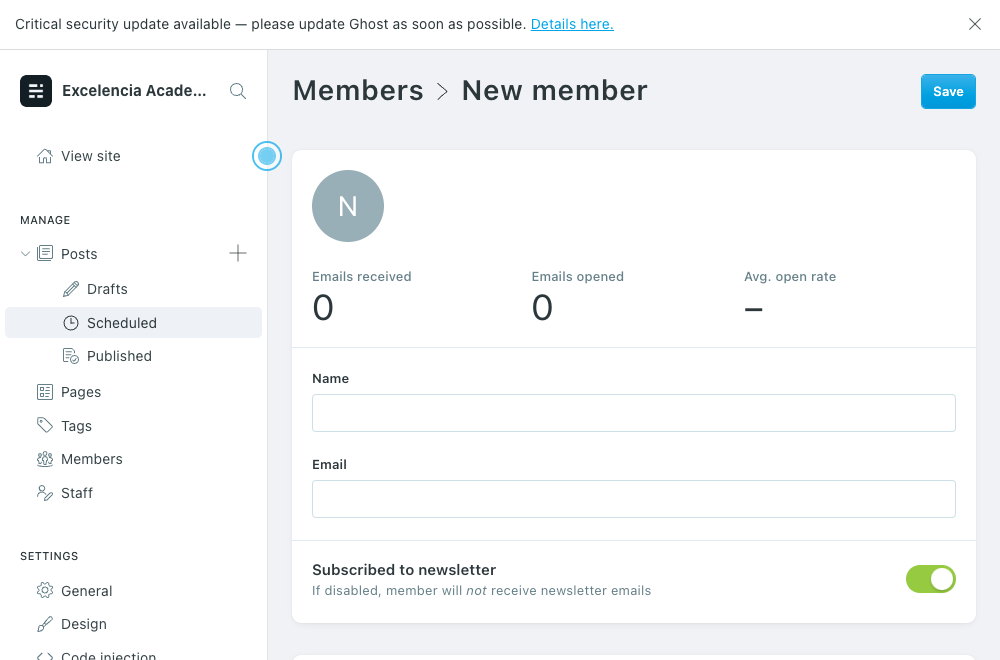 Critical security update available — please update Ghost as soon as possible. Details here.
Excelencia Acade...
View site
MANAGE
Posts
Drafts
Scheduled
Published
Pages
Tags
Members
Staff
SETTINGS
General
Design
Code injection
Members > New member
Save
N
Emails received
0
Emails opened
0
Avg. open rate
–
Name
Email
Subscribed to newsletter
If disabled, member will not receive newsletter emails